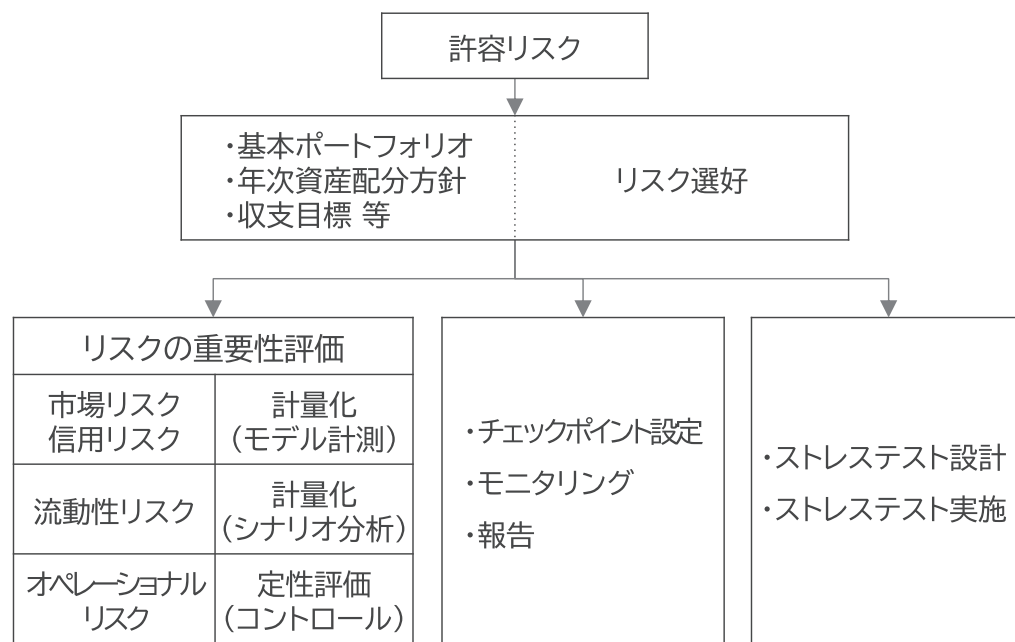 許容リスク
・基本ポートフォリオ
・年次資産配分方針
・収支目標 等
リスク選好
リスクの重要性評価
市場リスク
信用リスク
計量化
（モデル計測）
流動性リスク
計量化
（シナリオ分析）
オペレーショナル
リスク
定性評価
（コントロール）
・チェックポイント設定
・モニタリング
・報告
・ストレステスト設計
・ストレステスト実施